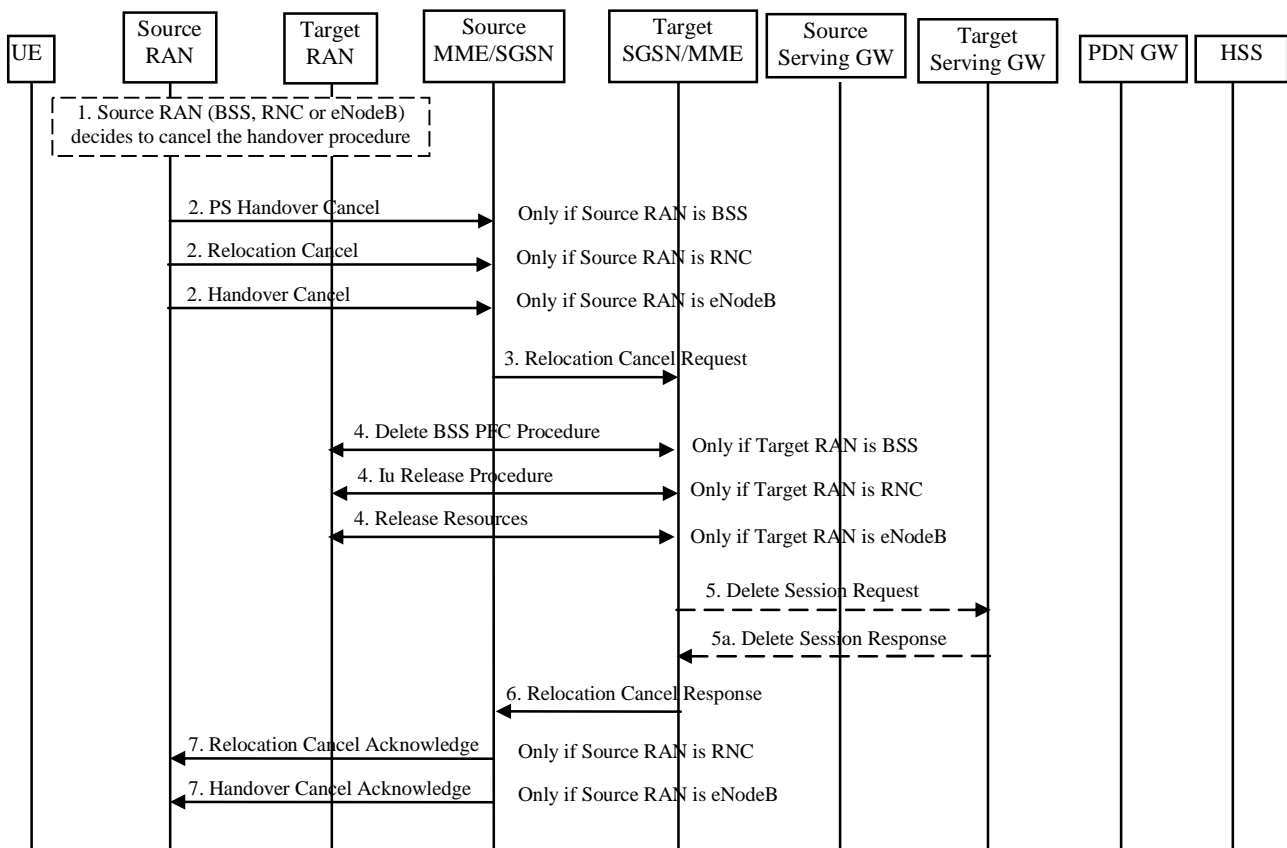 UE
Source
RAN
Target
RAN
Source
MME/SGSN
Target
SGSN/MME
Source
Serving GW
Target
Serving GW
PDN GW
HSS
1. Source RAN (BSS, RNC or eNodeB)
decides to cancel the handover procedure
2. PS Handover Cancel
Only if Source RAN is BSS
2. Relocation Cancel
Only if Source RAN is RNC
2. Handover Cancel
Only if Source RAN is eNodeB
3. Relocation Cancel Request
4. Delete BSS PFC Procedure
Only if Target RAN is BSS
4. Iu Release Procedure
Only if Target RAN is RNC
4. Release Resources
Only if Target RAN is eNodeB
5. Delete Session Request
5a. Delete Session Response
6. Relocation Cancel Response
7. Relocation Cancel Acknowledge
Only if Source RAN is RNC
7. Handover Cancel Acknowledge
Only if Source RAN is eNodeB